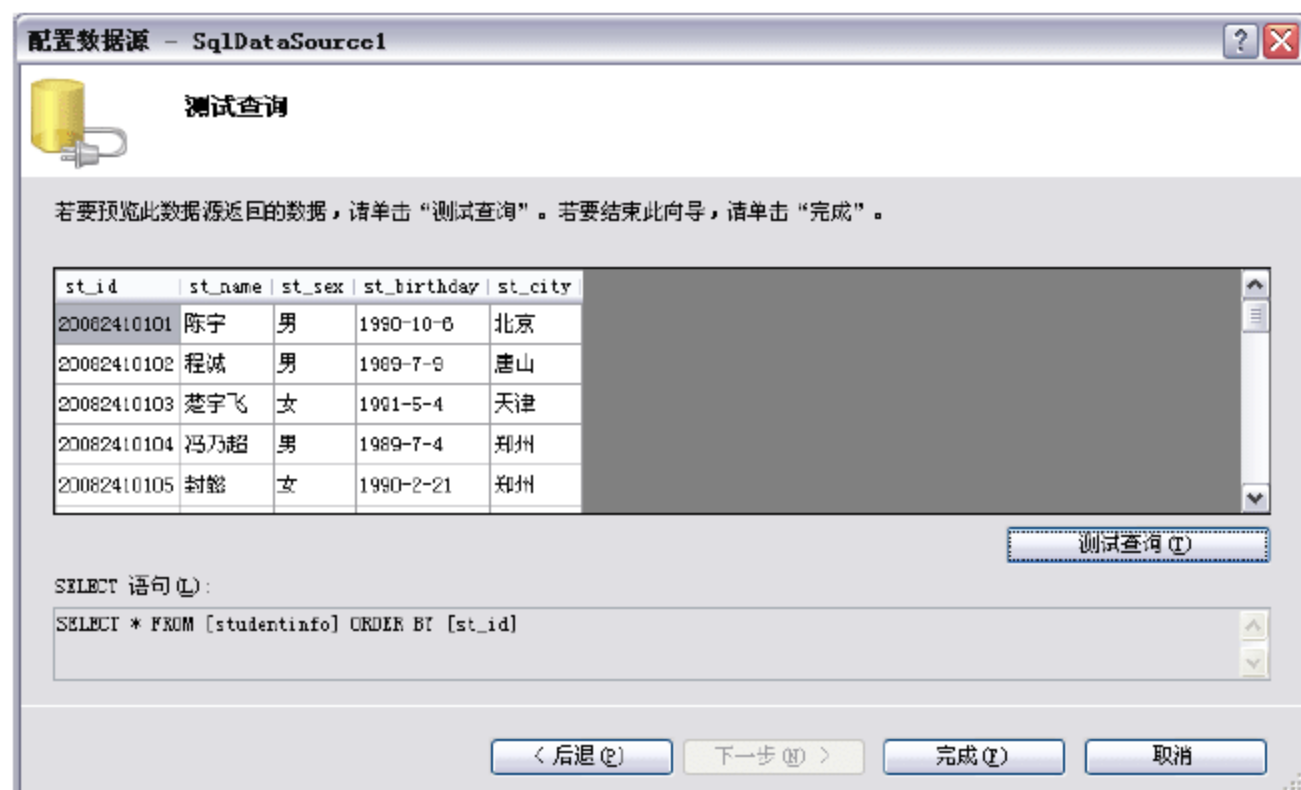 配置数据源 - SqlDataSource1
测试查询
若要预览此数据源返回的数据，请单击“测试查询”。若要结束此向导，请单击“完成”。
st_id st_name st_sex st_birthday st_city
20082410101 陈宇 男 1990-10-6 北京
20082410102 程诚 男 1989-7-9 唐山
20082410103 楚宇飞 女 1991-5-4 天津
20082410104 冯乃超 男 1989-7-4 郑州
20082410105 封懿 女 1990-2-21 郑州
测试查询(T)
SELECT 语句(L):
SELECT * FROM [studentinfo] ORDER BY [st_id]
< 后退(P) 下一步(N) > 完成(F) 取消